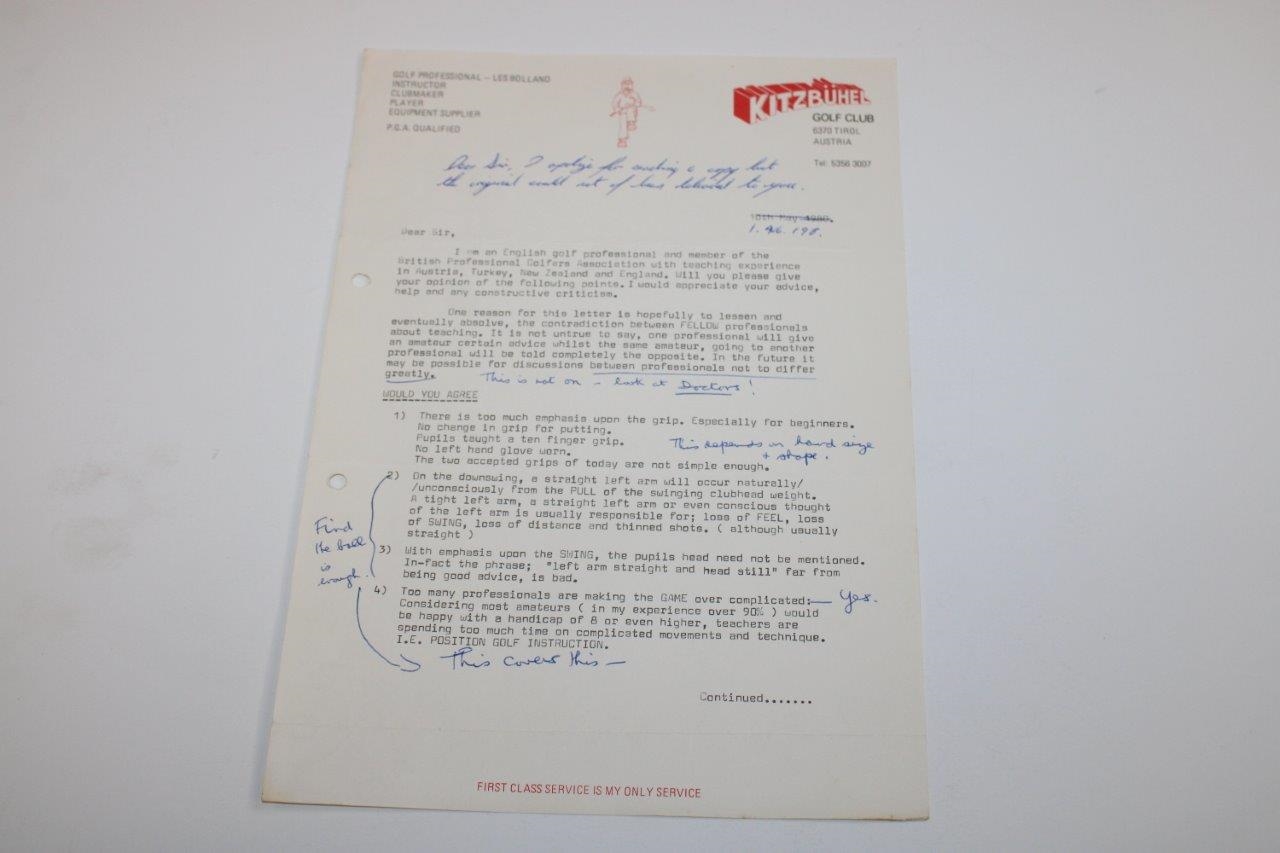 GOLF PROFESSIONAL – LES BOLLAND
INSTRUCTOR
CLUBMAKER
PLAYER
EQUIPMENT SUPPLIER
P.G.A. QUALIFIED
KITZBÜHEL
GOLF CLUB
6370 TIROL
AUSTRIA
Tel: 5356 3007
Dear Sir, I apologize for sending a copy but
the original could not of been delivered to you.
10th May 1980.
Dear Sir,
I am an English golf professional and member of the
British Professional Golfers Association with teaching experience
in Austria, Turkey, New Zealand and England. Will you please give
your opinion of the following points. I would appreciate your advice,
help and any constructive criticism.
One reason for this letter is hopefully to lessen and
eventually absolve, the contradiction between FELLOW professionals
about teaching. It is not untrue to say, one professional will give
an amateur certain advice whilst the same amateur, going to another
professional will be told completely the opposite. In the future it
may be possible for discussions between professionals not to differ
greatly.
This is not on – look at Doctors!
WOULD YOU AGREE
1) There is too much emphasis upon the grip. Especially for beginners.
No change in grip for putting.
Pupils taught a ten finger grip.
No left hand glove worn.
The two accepted grips of today are not simple enough.
This depends on hand size
+ shape.
2) On the downswing, a straight left arm will occur naturally/
/unconsciously from the PULL of the swinging clubhead weight.
A tight left arm, a straight left arm or even conscious thought
of the left arm is usually responsible for; loss of FEEL, loss
of SWING, loss of distance and thinned shots. ( although usually
straight )
Find
the ball
is
enough.
3) With emphasis upon the SWING, the pupils head need not be mentioned.
In-fact the phrase; "left arm straight and head still" far from
being good advice, is bad.
4) Too many professionals are making the GAME over complicated:— Yes.
Considering most amateurs ( in my experience over 90% ) would
be happy with a handicap of 8 or even higher, teachers are
spending too much time on complicated movements and technique.
I.E. POSITION GOLF INSTRUCTION.
This covers this —
Continued.......
FIRST CLASS SERVICE IS MY ONLY SERVICE